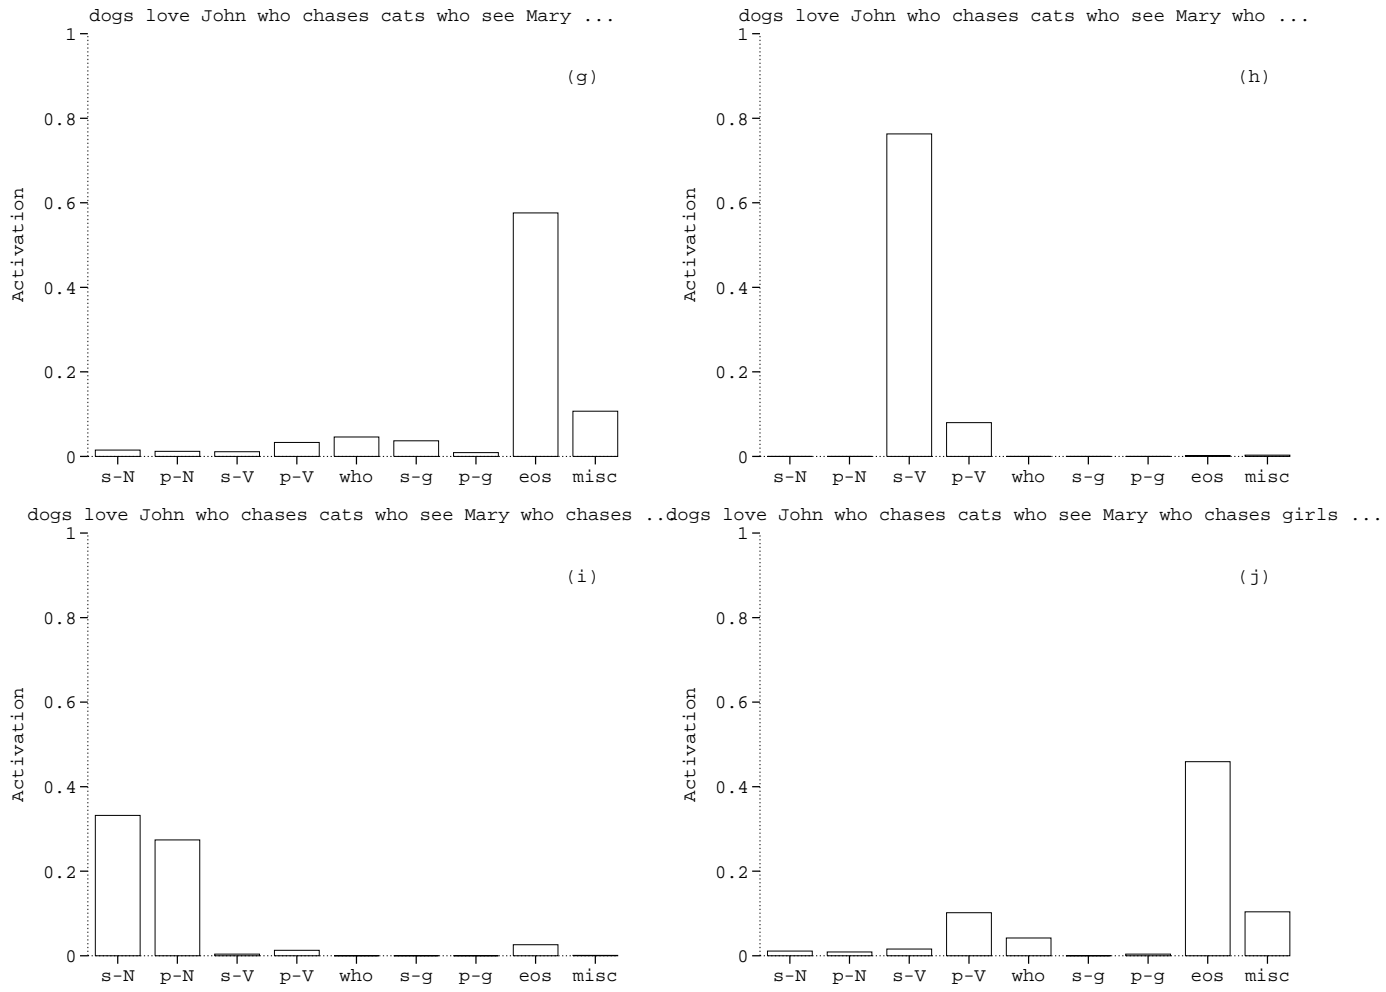 dogs love John who chases cats who see Mary ...
1
(g)
0.8
0.6
Activation
0.4
0.2
0
s-N p-N s-V p-V who s-g p-g eos misc
dogs love John who chases cats who see Mary who ...
1
(h)
0.8
0.6
Activation
0.4
0.2
0
s-N p-N s-V p-V who s-g p-g eos misc
dogs love John who chases cats who see Mary who chases ...
1
(i)
0.8
0.6
Activation
0.4
0.2
0
s-N p-N s-V p-V who s-g p-g eos misc
dogs love John who chases cats who see Mary who chases girls ...
1
(j)
0.8
0.6
Activation
0.4
0.2
0
s-N p-N s-V p-V who s-g p-g eos misc